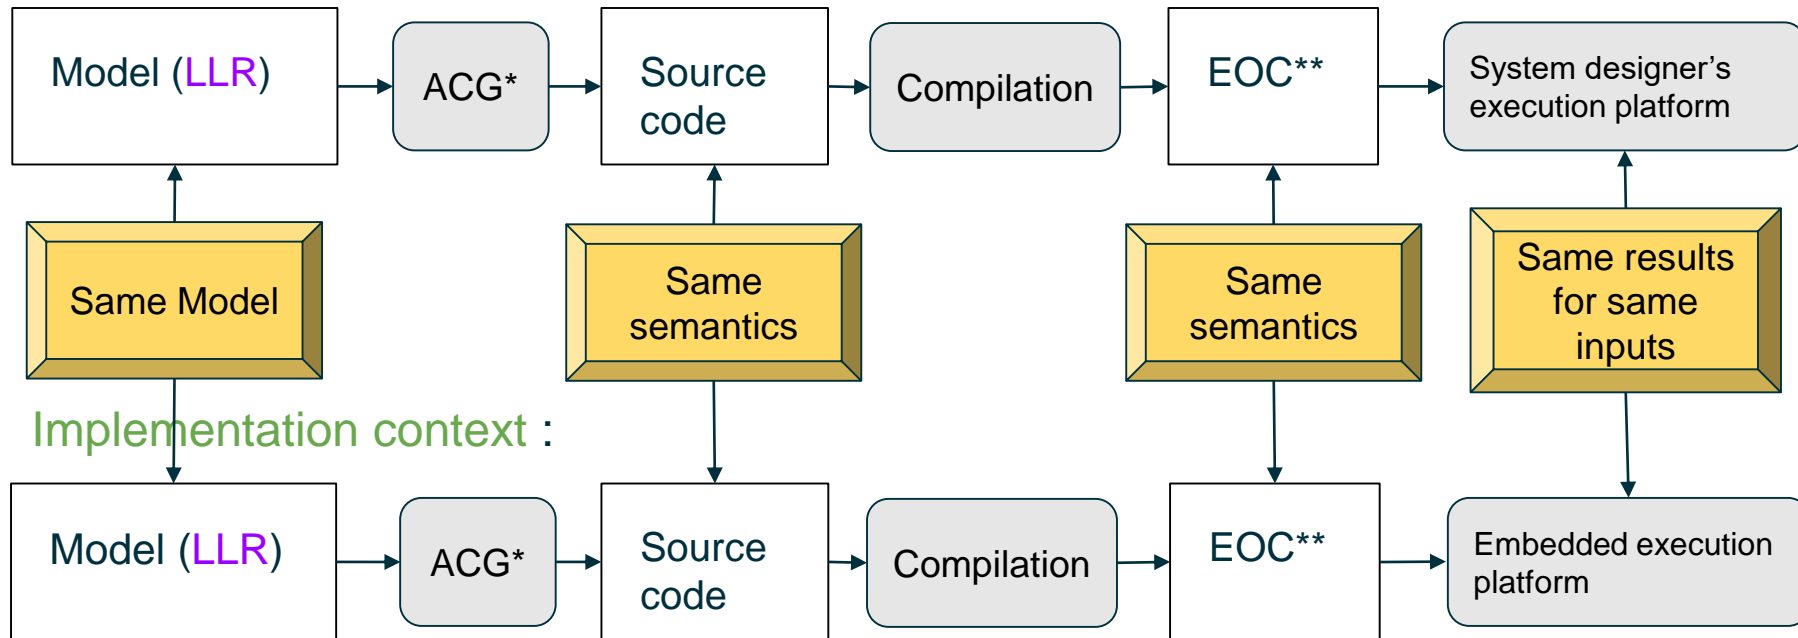 Model (LLR)
ACG*
Source
code
Compilation
EOC**
System designer's
execution platform
Same Model
Same
semantics
Same
semantics
Same results
for same
inputs
Implementation context :
Model (LLR)
ACG*
Source
code
Compilation
EOC**
Embedded execution
platform